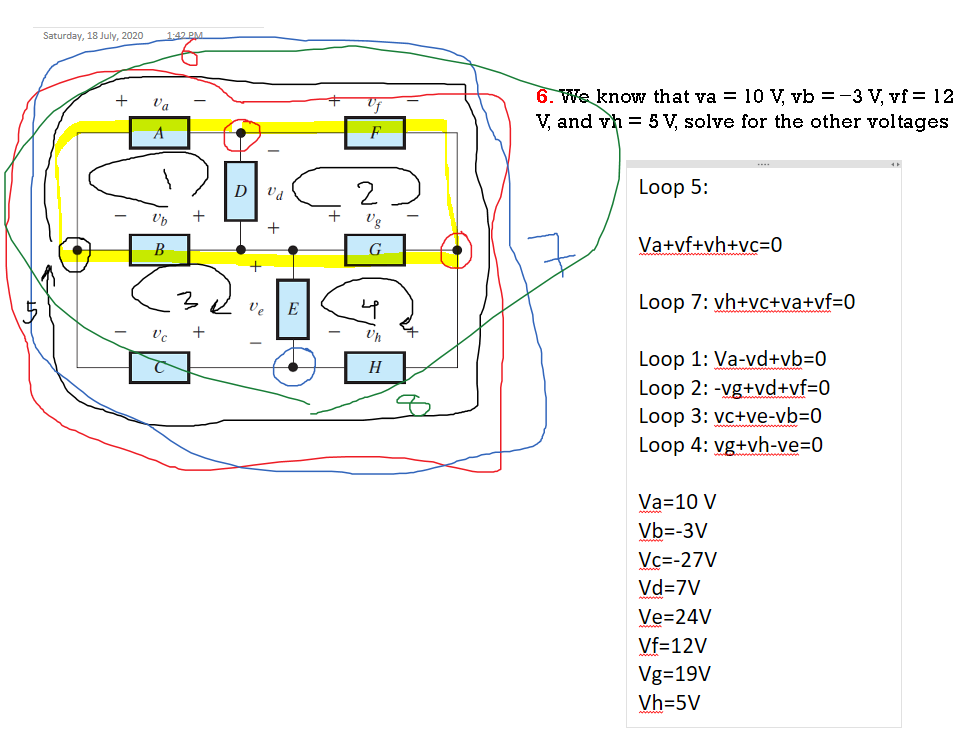 Saturday, 18 July, 2020 1:42 PM
6
6. We know that va = 10 V, vb = −3 V, vf = 12
V, and vh = 5 V, solve for the other voltages
+ va − + vf −
A F
1 D − vd + 2
− vb + + vg −
B G
7
5 3 + ve − E 4
− vc + − vh +
C H
8
Loop 5:
Va+vf+vh+vc=0
Loop 7: vh+vc+va+vf=0
Loop 1: Va-vd+vb=0
Loop 2: -vg+vd+vf=0
Loop 3: vc+ve-vb=0
Loop 4: vg+vh-ve=0
Va=10 V
Vb=-3V
Vc=-27V
Vd=7V
Ve=24V
Vf=12V
Vg=19V
Vh=5V